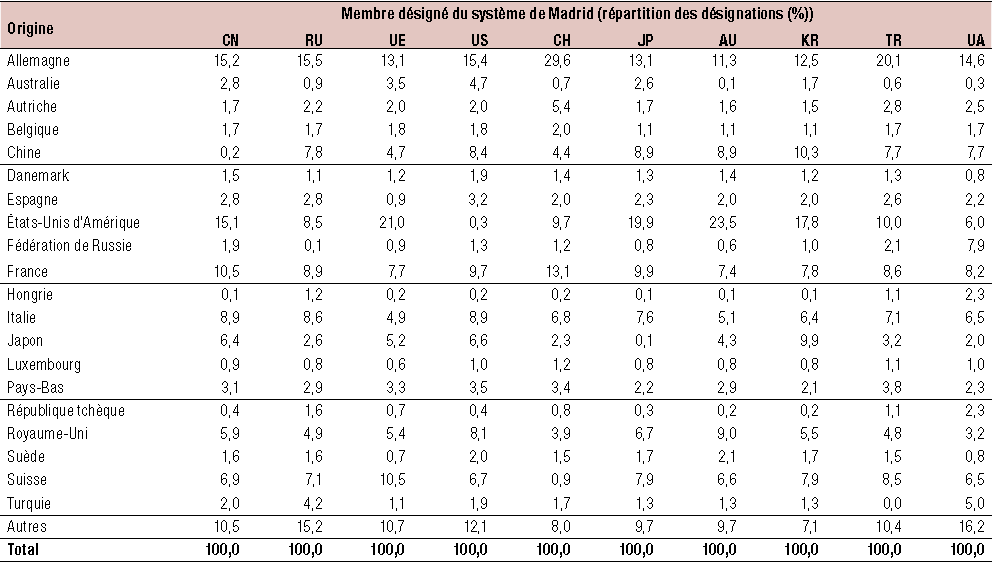 Origine Membre désigné du système de Madrid (répartition des désignations (%))
CN RU UE US CH JP AU KR TR UA
Allemagne 15,2 15,5 13,1 15,4 29,6 13,1 11,3 12,5 20,1 14,6
Australie 2,8 0,9 3,5 4,7 0,7 2,6 0,1 1,7 0,6 0,3
Autriche 1,7 2,2 2,0 2,0 5,4 1,7 1,6 1,5 2,8 2,5
Belgique 1,7 1,7 1,8 1,8 2,0 1,1 1,1 1,1 1,7 1,7
Chine 0,2 7,8 4,7 8,4 4,4 8,9 8,9 10,3 7,7 7,7
Danemark 1,5 1,1 1,2 1,9 1,4 1,3 1,4 1,2 1,3 0,8
Espagne 2,8 2,8 0,9 3,2 2,0 2,3 2,0 2,0 2,6 2,2
États-Unis d'Amérique 15,1 8,5 21,0 0,3 9,7 19,9 23,5 17,8 10,0 6,0
Fédération de Russie 1,9 0,1 0,9 1,3 1,2 0,8 0,6 1,0 2,1 7,9
France 10,5 8,9 7,7 9,7 13,1 9,9 7,4 7,8 8,6 8,2
Hongrie 0,1 1,2 0,2 0,2 0,2 0,1 0,1 0,1 1,1 2,3
Italie 8,9 8,6 4,9 8,9 6,8 7,6 5,1 6,4 7,1 6,5
Japon 6,4 2,6 5,2 6,6 2,3 0,1 4,3 9,9 3,2 2,0
Luxembourg 0,9 0,8 0,6 1,0 1,2 0,8 0,8 0,8 1,1 1,0
Pays-Bas 3,1 2,9 3,3 3,5 3,4 2,2 2,9 2,1 3,8 2,3
République tchèque 0,4 1,6 0,7 0,4 0,8 0,3 0,2 0,2 1,1 2,3
Royaume-Uni 5,9 4,9 5,4 8,1 3,9 6,7 9,0 5,5 4,8 3,2
Suède 1,6 1,6 0,7 2,0 1,5 1,7 2,1 1,7 1,5 0,8
Suisse 6,9 7,1 10,5 6,7 0,9 7,9 6,6 7,9 8,5 6,5
Turquie 2,0 4,2 1,1 1,9 1,7 1,3 1,3 1,3 0,0 5,0
Autres 10,5 15,2 10,7 12,1 8,0 9,7 9,7 7,1 10,4 16,2
Total 100,0 100,0 100,0 100,0 100,0 100,0 100,0 100,0 100,0 100,0